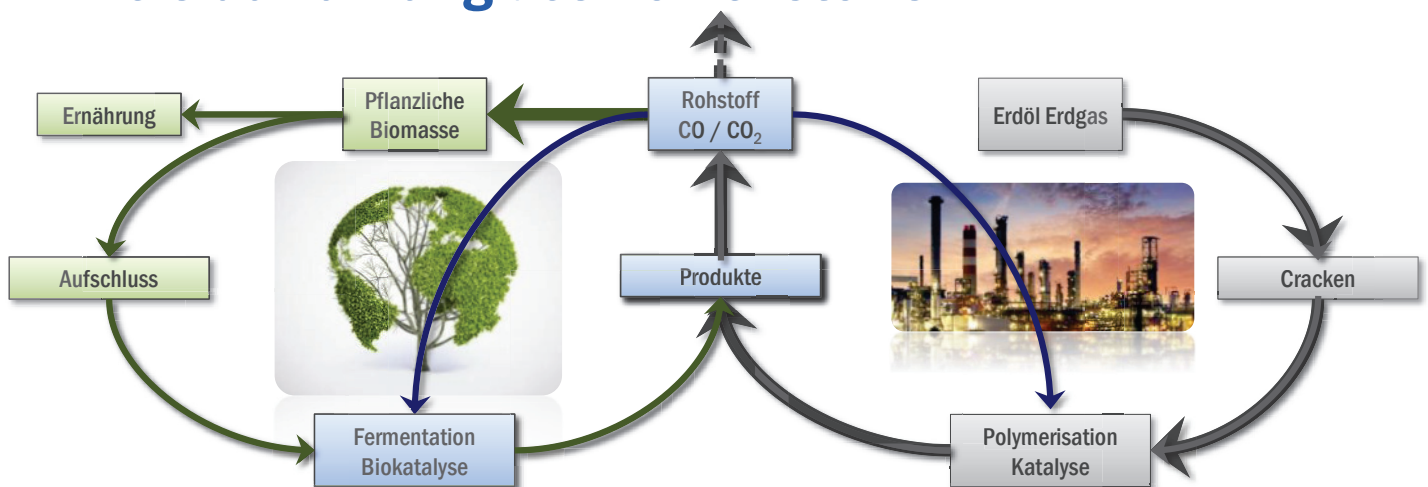 Ernährung
Pflanzliche
Biomasse
Rohstoff
CO / CO₂
Erdöl Erdgas
Aufschluss
Produkte
Cracken
Fermentation
Biokatalyse
Polymerisation
Katalyse